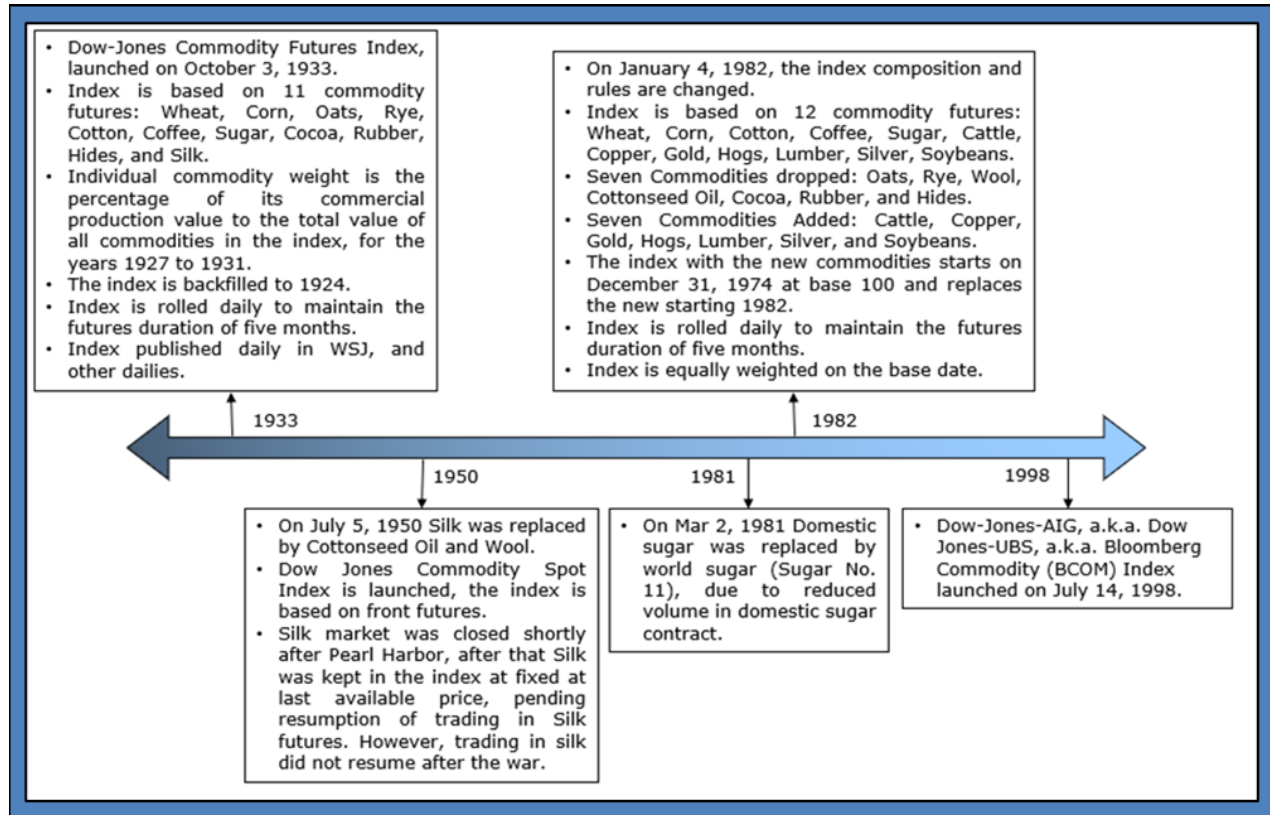 • Dow-Jones Commodity Futures Index,
launched on October 3, 1933.
• Index is based on 11 commodity
futures: Wheat, Corn, Oats, Rye,
Cotton, Coffee, Sugar, Cocoa, Rubber,
Hides, and Silk.
• Individual commodity weight is the
percentage of its commercial
production value to the total value of
all commodities in the index, for the
years 1927 to 1931.
• The index is backfilled to 1924.
• Index is rolled daily to maintain the
futures duration of five months.
• Index published daily in WSJ, and
other dailies.
• On January 4, 1982, the index composition and
rules are changed.
• Index is based on 12 commodity futures:
Wheat, Corn, Cotton, Coffee, Sugar, Cattle,
Copper, Gold, Hogs, Lumber, Silver, Soybeans.
• Seven Commodities dropped: Oats, Rye, Wool,
Cottonseed Oil, Cocoa, Rubber, and Hides.
• Seven Commodities Added: Cattle, Copper,
Gold, Hogs, Lumber, Silver, and Soybeans.
• The index with the new commodities starts on
December 31, 1974 at base 100 and replaces
the new starting 1982.
• Index is rolled daily to maintain the futures
duration of five months.
• Index is equally weighted on the base date.
1933
1982
1950
1981
1998
• On July 5, 1950 Silk was replaced
by Cottonseed Oil and Wool.
• Dow Jones Commodity Spot
Index is launched, the index is
based on front futures.
• Silk market was closed shortly
after Pearl Harbor, after that Silk
was kept in the index at fixed at
last available price, pending
resumption of trading in Silk
futures. However, trading in silk
did not resume after the war.
• On Mar 2, 1981 Domestic
sugar was replaced by
world sugar (Sugar No.
11), due to reduced
volume in domestic sugar
contract.
• Dow-Jones-AIG, a.k.a. Dow
Jones-UBS, a.k.a. Bloomberg
Commodity (BCOM) Index
launched on July 14, 1998.